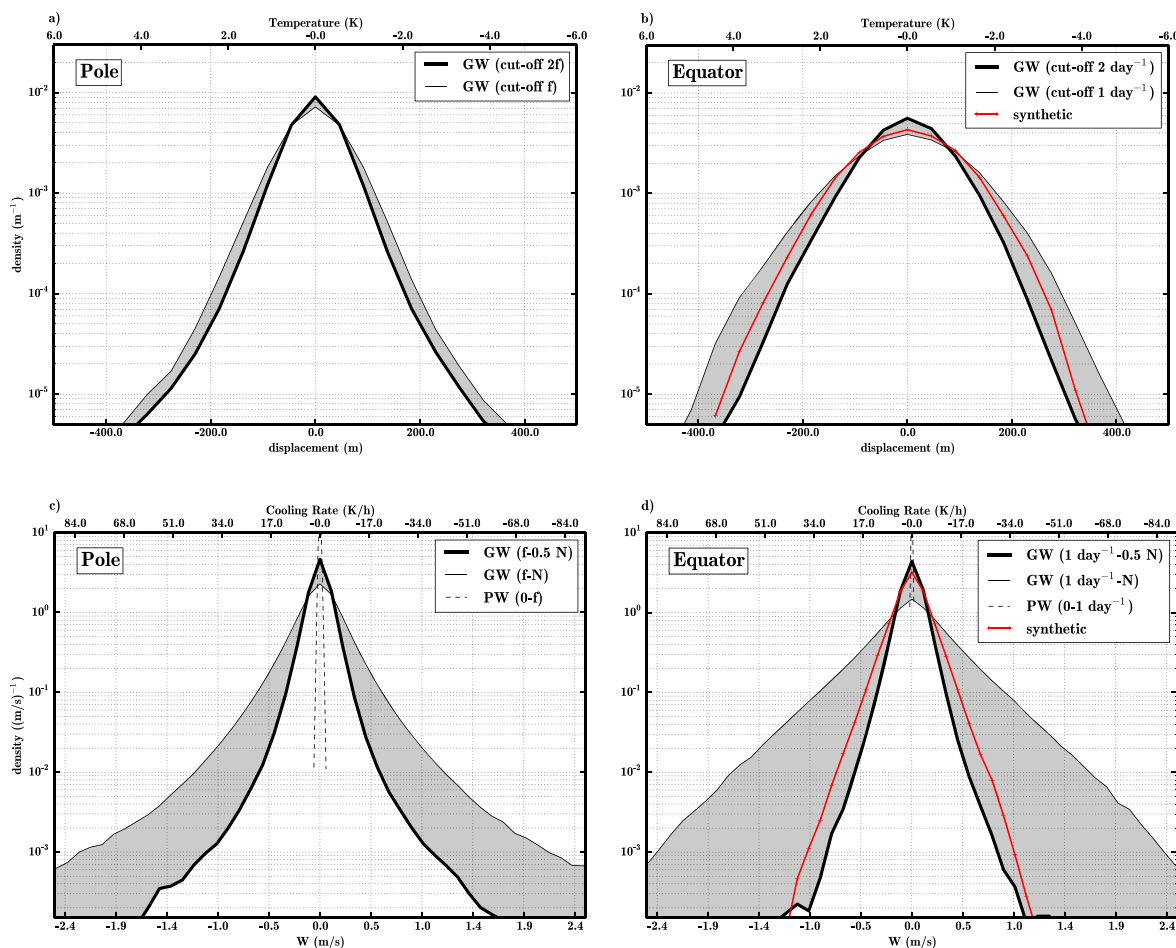 a)
Temperature (K)
6.0 4.0 2.0 -0.0 -2.0 -4.0 -6.0
Pole
GW (cut-off 2f)
GW (cut-off f)
density (m⁻¹)
10⁻²
10⁻³
10⁻⁴
10⁻⁵
-400.0 -200.0 0.0 200.0 400.0
displacement (m)
b)
Temperature (K)
6.0 4.0 2.0 -0.0 -2.0 -4.0 -6.0
Equator
GW (cut-off 2 day⁻¹)
GW (cut-off 1 day⁻¹)
synthetic
10⁻²
10⁻³
10⁻⁴
10⁻⁵
-400.0 -200.0 0.0 200.0 400.0
displacement (m)
c)
Cooling Rate (K/h)
84.0 68.0 51.0 34.0 17.0 -0.0 -17.0 -34.0 -51.0 -68.0 -84.0
Pole
GW (f-0.5 N)
GW (f-N)
PW (0-f)
density ((m/s)⁻¹)
10¹
10⁰
10⁻¹
10⁻²
10⁻³
-2.4 -1.9 -1.4 -1.0 -0.5 0.0 0.5 1.0 1.4 1.9 2.4
W (m/s)
d)
Cooling Rate (K/h)
84.0 68.0 51.0 34.0 17.0 -0.0 -17.0 -34.0 -51.0 -68.0 -84.0
Equator
GW (1 day⁻¹-0.5 N)
GW (1 day⁻¹-N)
PW (0-1 day⁻¹)
synthetic
10¹
10⁰
10⁻¹
10⁻²
10⁻³
-2.4 -1.9 -1.4 -1.0 -0.5 0.0 0.5 1.0 1.4 1.9 2.4
W (m/s)